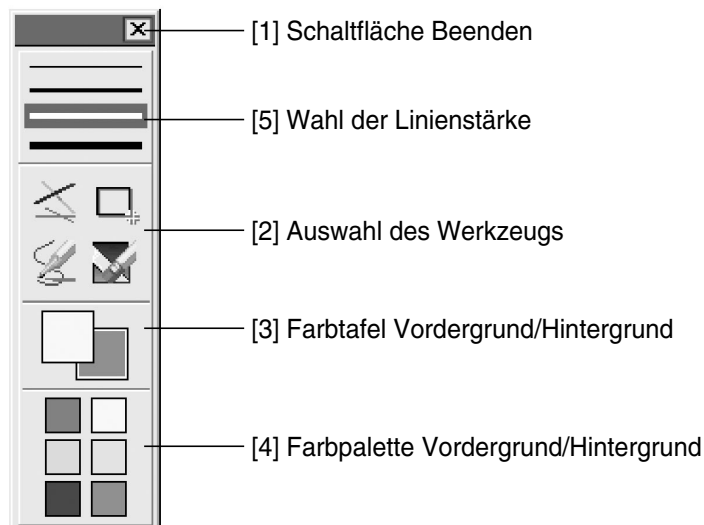 [1] Schaltfläche Beenden
[5] Wahl der Linienstärke
[2] Auswahl des Werkzeugs
[3] Farbtafel Vordergrund/Hintergrund
[4] Farbpalette Vordergrund/Hintergrund